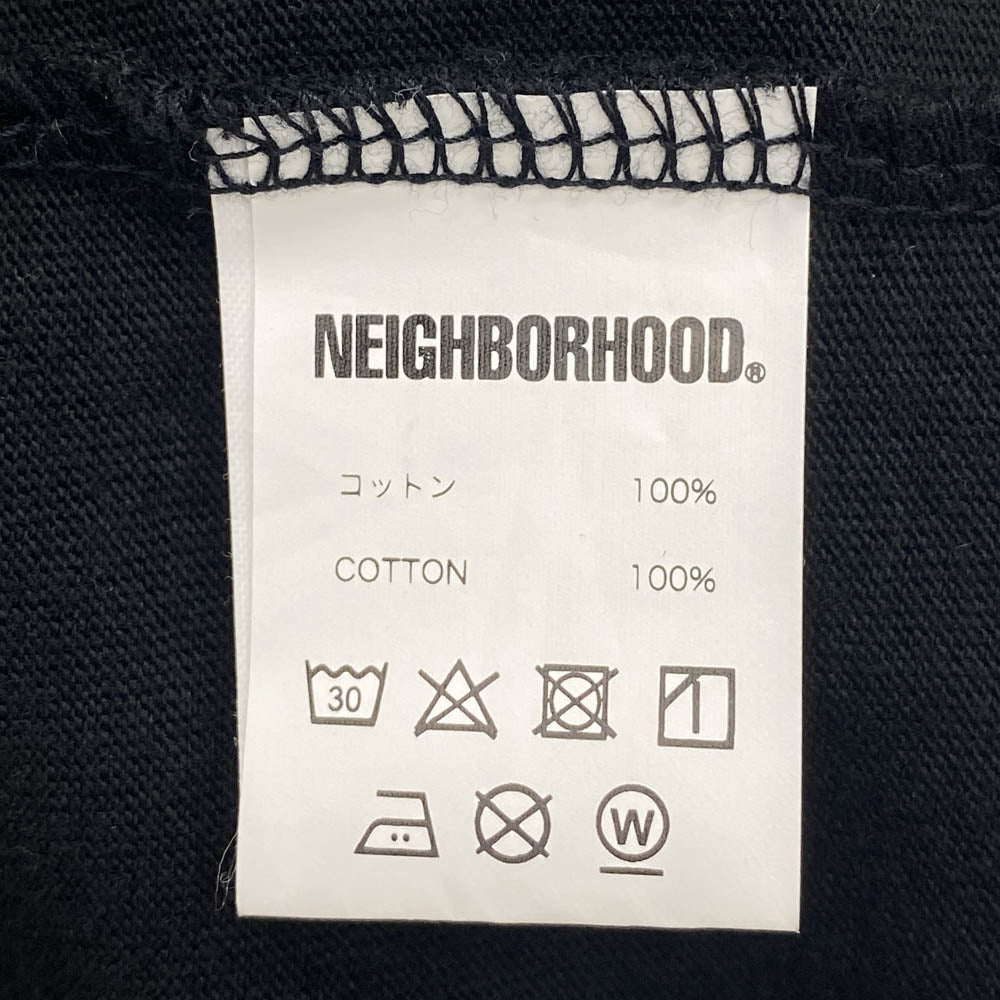 NEIGHBORHOOD®
コットン 100%
COTTON 100%
30
W